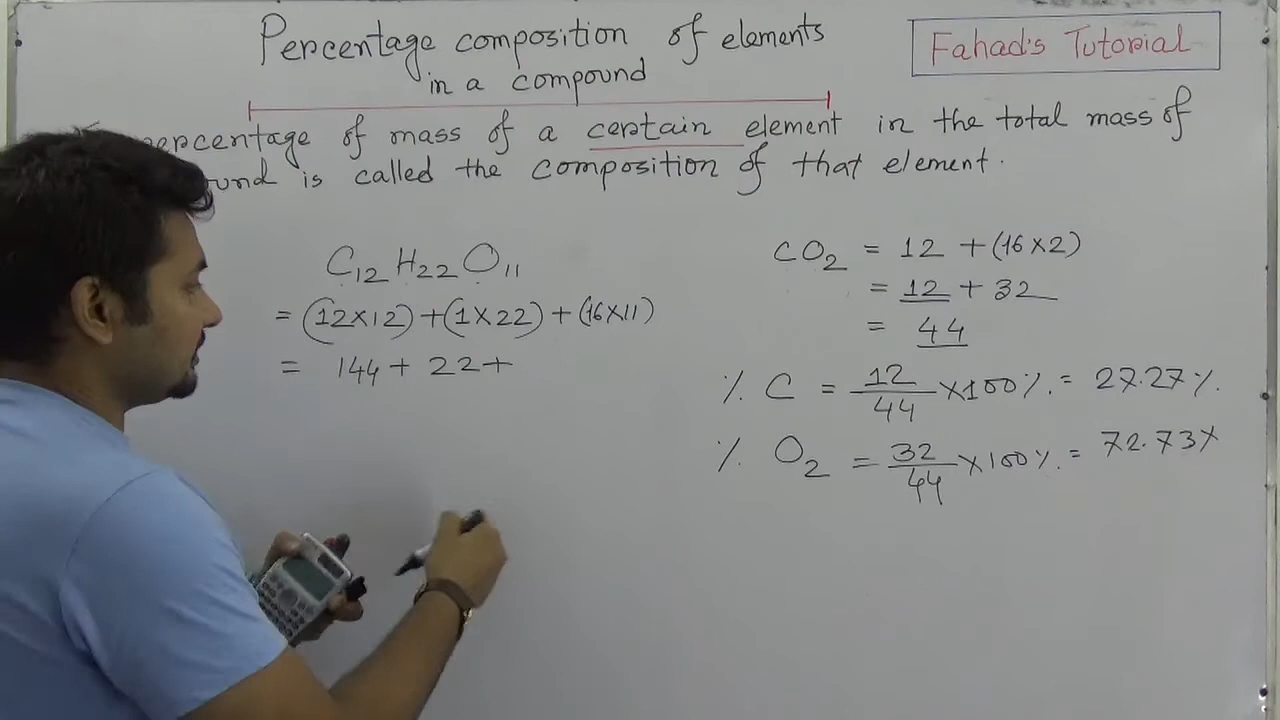 Percentage composition of elements
in a compound
Fahad's Tutorial
percentage of mass of a certain element in the total mass of
ound is called the composition of that element.
C₁₂H₂₂O₁₁
= (12×12)+(1×22)+(16×11)
= 144 + 22+
CO₂ = 12 + (16×2)
= 12 + 32
= 44
% C = 12/44 ×100% = 27.27%.
% O₂ = 32/44 ×100% = 72.73%